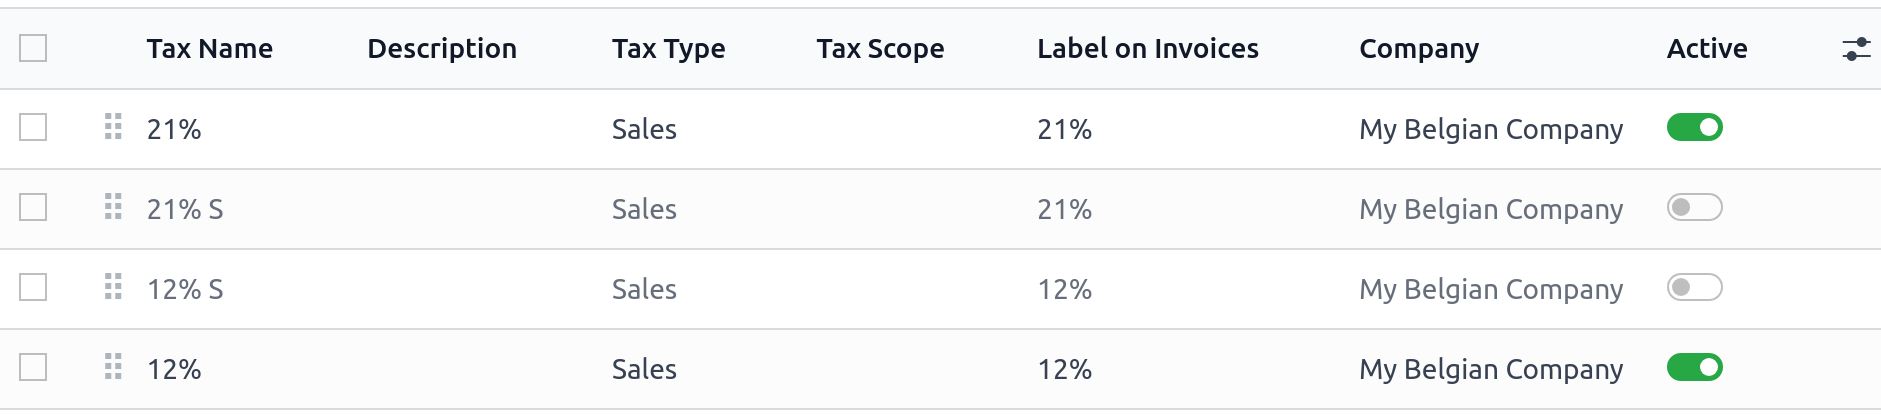 Tax Name Description Tax Type Tax Scope Label on Invoices Company Active
21% Sales 21% My Belgian Company
21% S Sales 21% My Belgian Company
12% S Sales 12% My Belgian Company
12% Sales 12% My Belgian Company